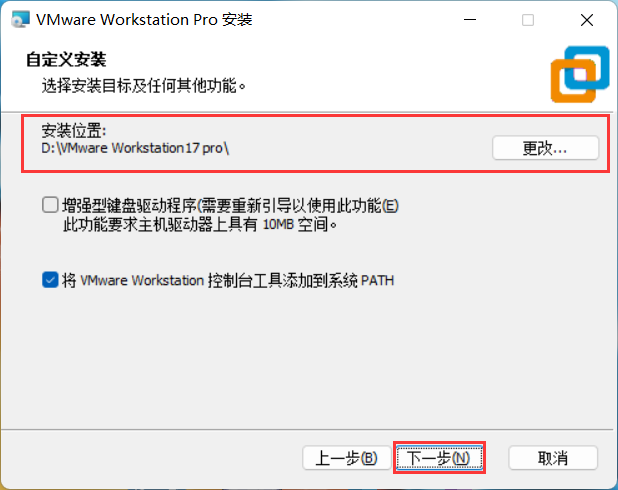 VMware Workstation Pro 安装
自定义安装
选择安装目标及任何其他功能。
安装位置:
D:\VMware Workstation17 pro\
更改...
增强型键盘驱动程序(需要重新引导以使用此功能(E)
此功能要求主机驱动器上具有 10MB 空间。
将 VMware Workstation 控制台工具添加到系统 PATH
上一步(B)
下一步(N)
取消